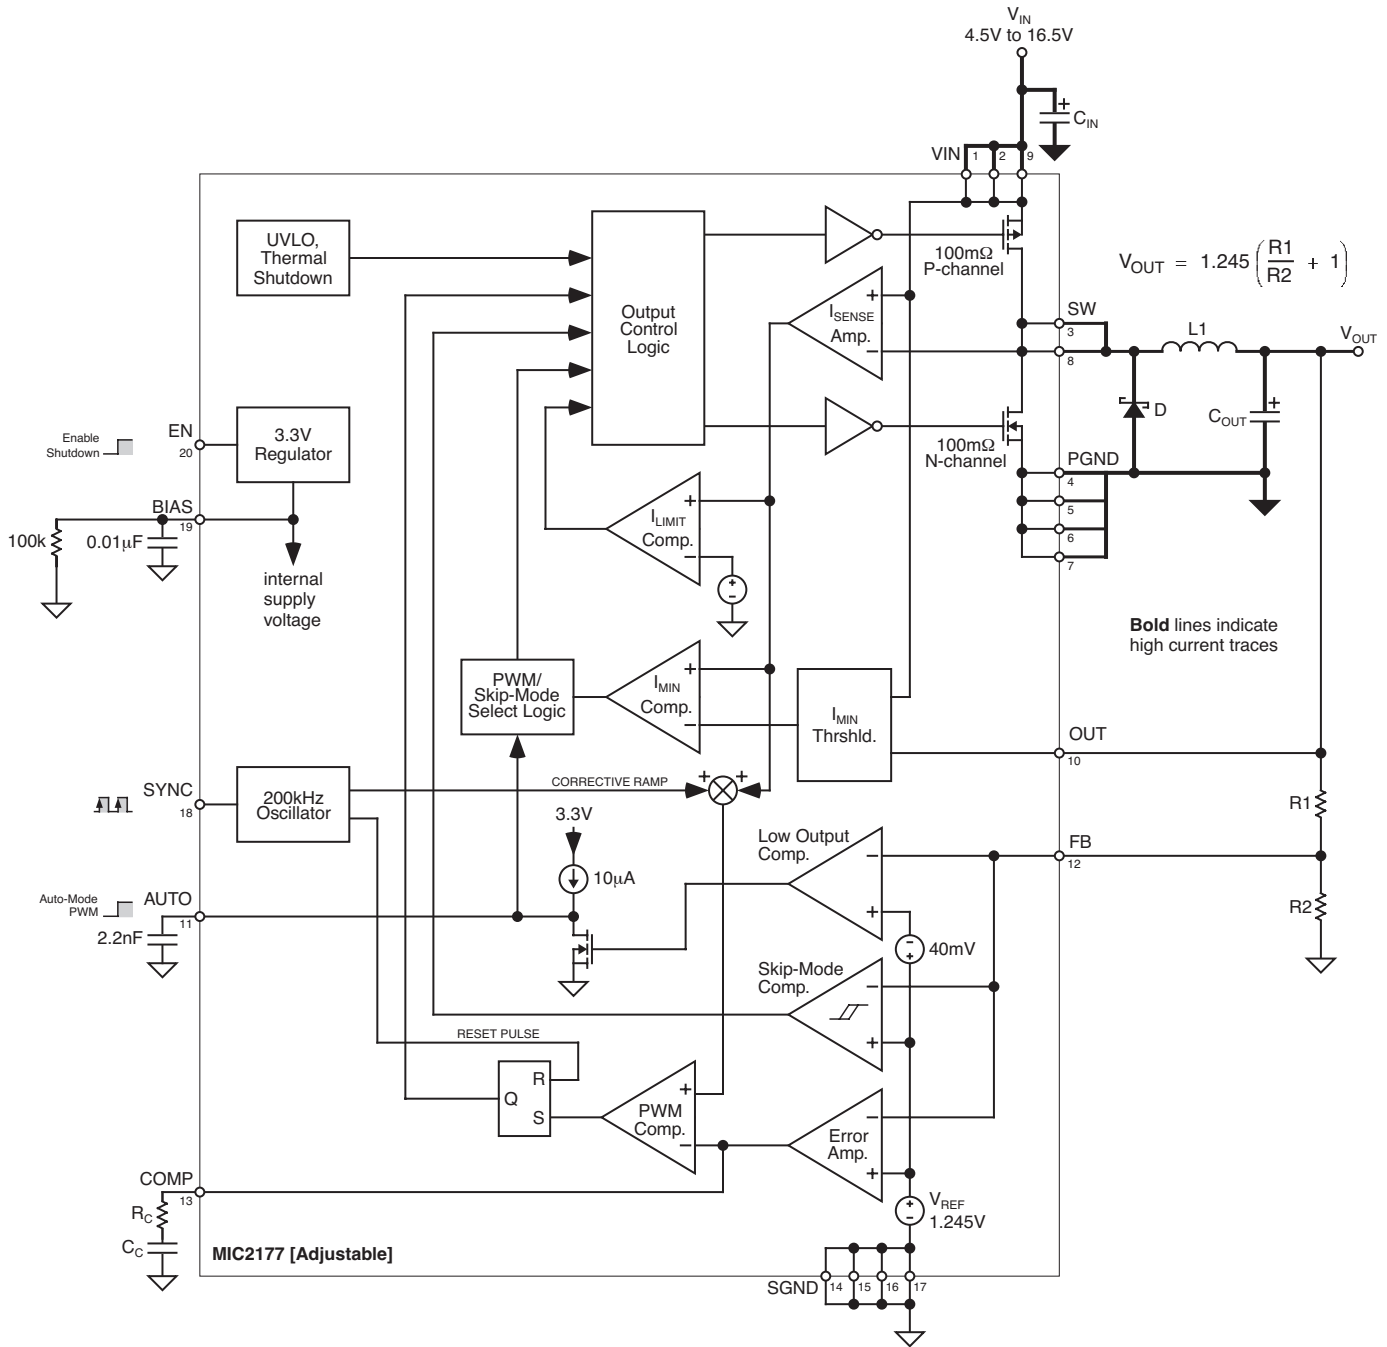 VIN
4.5V to 16.5V
+
CIN
VIN
1
2
9
UVLO,
Thermal
Shutdown
Output
Control
Logic
100mΩ
P-channel
VOUT = 1.245 (R1/R2 + 1)
ISENSE
Amp.
+
−
SW
3
8
L1
VOUT
D
COUT
+
Enable
Shutdown
EN
20
3.3V
Regulator
100mΩ
N-channel
PGND
4
5
6
7
BIAS
19
100k
0.01µF
internal
supply
voltage
ILIMIT
Comp.
+
−
+
−
Bold lines indicate
high current traces
PWM/
Skip-Mode
Select Logic
IMIN
Comp.
+
−
IMIN
Thrshld.
OUT
10
SYNC
18
200kHz
Oscillator
CORRECTIVE RAMP
+
+
3.3V
10µA
Low Output
Comp.
−
+
FB
12
R1
R2
Auto-Mode
PWM
AUTO
11
2.2nF
−
+
40mV
Skip-Mode
Comp.
−
+
RESET PULSE
R
Q
S
PWM
Comp.
+
−
Error
Amp.
−
+
COMP
13
RC
CC
+
−
VREF
1.245V
MIC2177 [Adjustable]
SGND
14
15
16
17